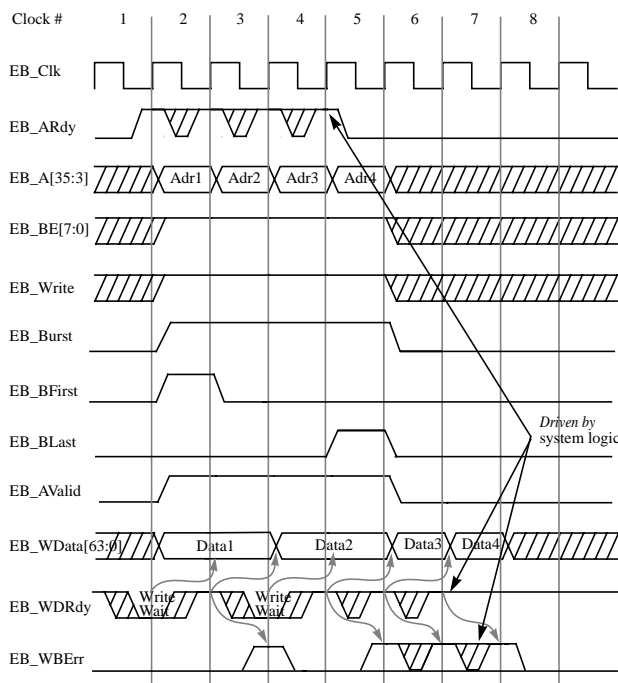 Clock # 1 2 3 4 5 6 7 8
EB_Clk
EB_ARdy
EB_A[35:3] Adr1 Adr2 Adr3 Adr4
EB_BE[7:0]
EB_Write
EB_Burst
EB_BFirst
Driven by
system logic
EB_BLast
EB_AValid
EB_WData[63:0] Data1 Data2 Data3 Data4
EB_WDRdy Write Wait Write Wait
EB_WBErr